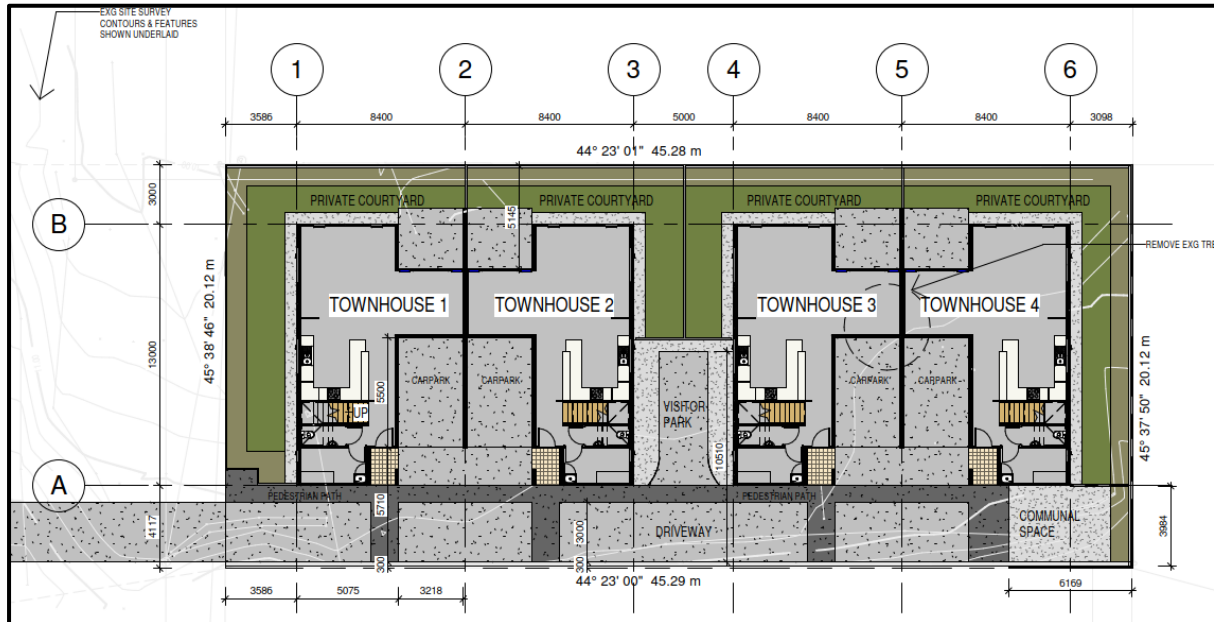 EXG SITE SURVEY
CONTOURS & FEATURES
SHOWN UNDERLAID
1
2
3
4
5
6
3586
8400
8400
5000
8400
8400
3098
44° 23' 01" 45.28 m
3000
PRIVATE COURTYARD
PRIVATE COURTYARD
PRIVATE COURTYARD
PRIVATE COURTYARD
B
5145
REMOVE EXG TRE
45° 38' 46" 20.12 m
TOWNHOUSE 1
TOWNHOUSE 2
TOWNHOUSE 3
TOWNHOUSE 4
13000
45° 37' 50" 20.12 m
CARPARK
CARPARK
CARPARK
CARPARK
5500
UP
VISITOR
PARK
10510
A
PEDESTRIAN PATH
PEDESTRIAN PATH
5710
4117
3000
DRIVEWAY
COMMUNAL
SPACE
3984
300
300
44° 23' 00" 45.29 m
3586
5075
3218
6169